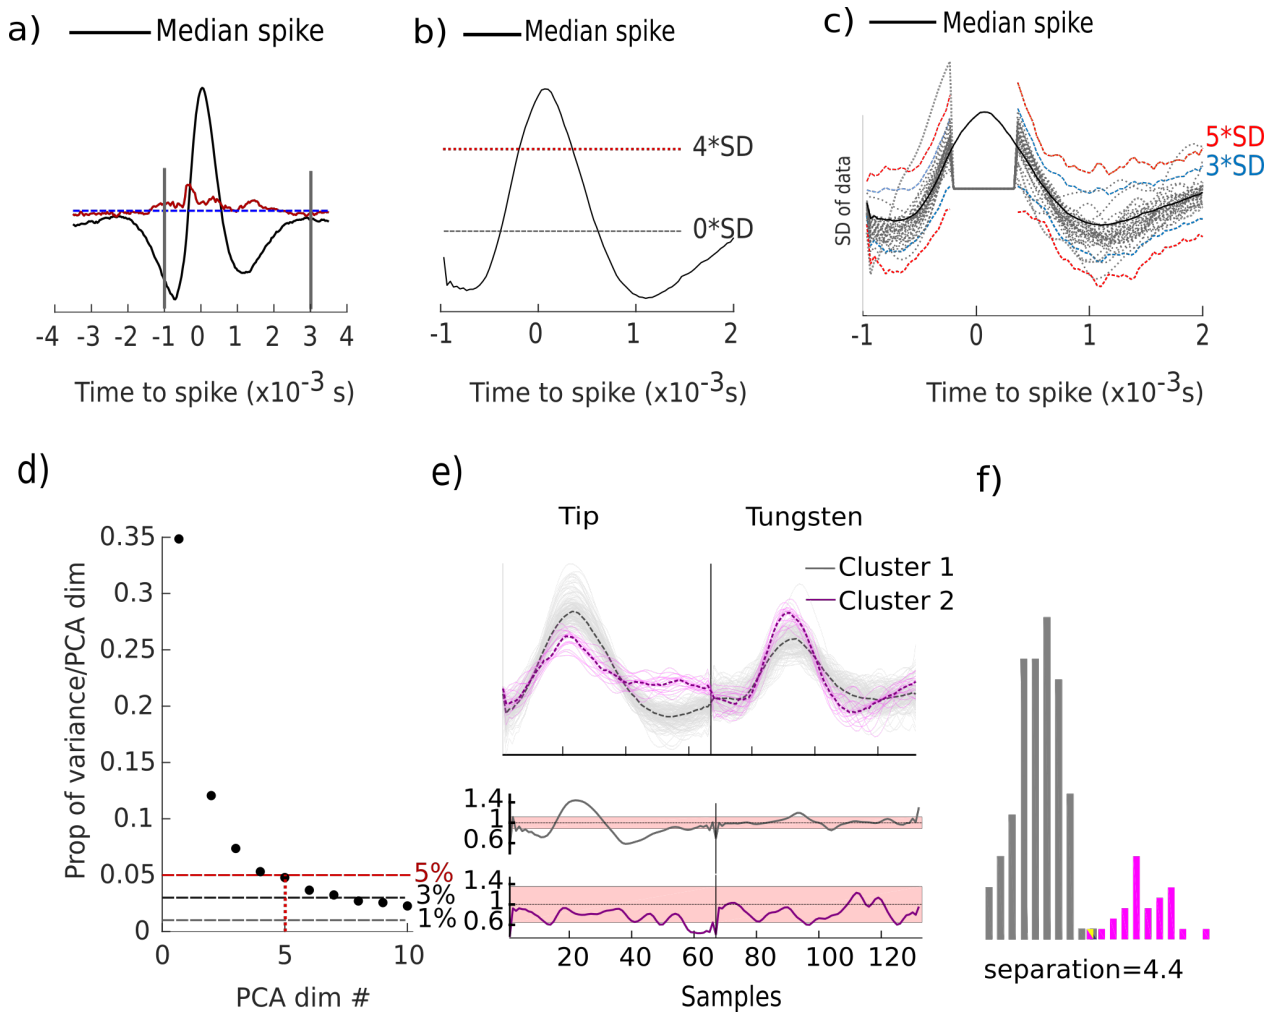 a) Median spike
-4 -3 -2 -1 0 1 2 3 4
Time to spike (x10-3 s)
b) Median spike
4*SD
0*SD
-1 0 1 2
Time to spike (x10-3s)
c) Median spike
SD of data
5*SD
3*SD
-1 0 1 2
Time to spike (x10-3s)
d)
Prop of variance/PCA dim
0.35
0.3
0.25
0.2
0.15
0.1
0.05
0
5%
3%
1%
0 5 10
PCA dim #
e)
Tip Tungsten
Cluster 1
Cluster 2
1.4
1
0.6
1.4
1
0.6
20 40 60 80 100 120
Samples
f)
separation=4.4